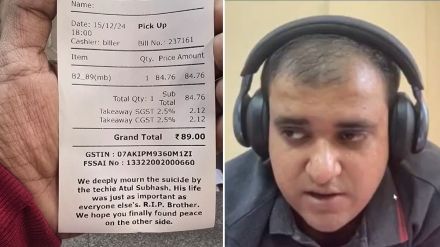 Name:
Date: 15/12/24 Pick Up
18:00
Cashier: biller Bill No.: 237161
Item Qty. Price Amount
B2_89(mb) 1 84.76 84.76
Total Qty: 1 Sub Total 84.76
Takeaway SGST 2.5% 2.12
Takeaway CGST 2.5% 2.12
Grand Total ₹89.00
GSTIN : 07AKIPM9360M1ZI
FSSAI No : 13322002000660
We deeply mourn the suicide by
the techie Atul Subhash. His life
was just as important as
everyone else's. R.I.P. Brother.
We hope you finally found peace
on the other side.